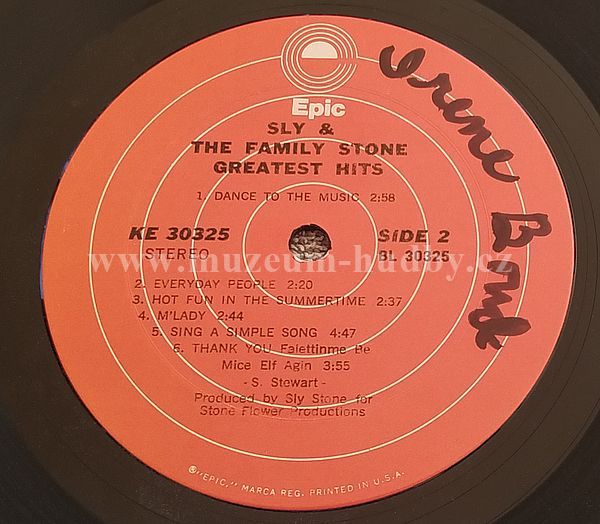 Epic
SLY &
THE FAMILY STONE
GREATEST HITS
1. DANCE TO THE MUSIC 2:58
KE 30325
STEREO
SIDE 2
BL 30325
www.muzeum-hudby.cz
2. EVERYDAY PEOPLE 2:20
3. HOT FUN IN THE SUMMERTIME 2:37
4. M'LADY 2:44
5. SING A SIMPLE SONG 4:47
6. THANK YOU Falettinme Be
Mice Elf Agin 3:55
- S. Stewart -
Produced by Sly Stone for
Stone Flower Productions
Ⓟ"EPIC," MARCA REG. PRINTED IN U.S.A.
Irene